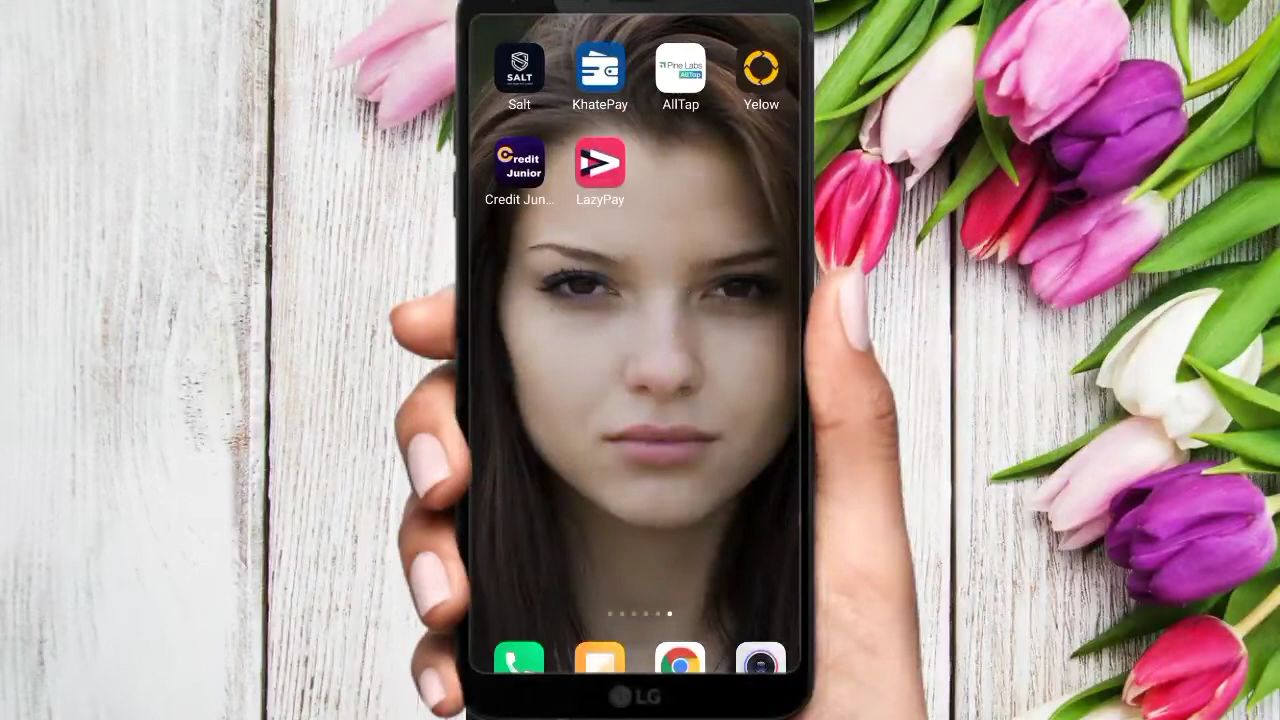 SALT
Pine Labs
AllTap
Salt
KhatePay
AllTap
Yelow
Credit
Junior
Credit Jun...
LazyPay
LG